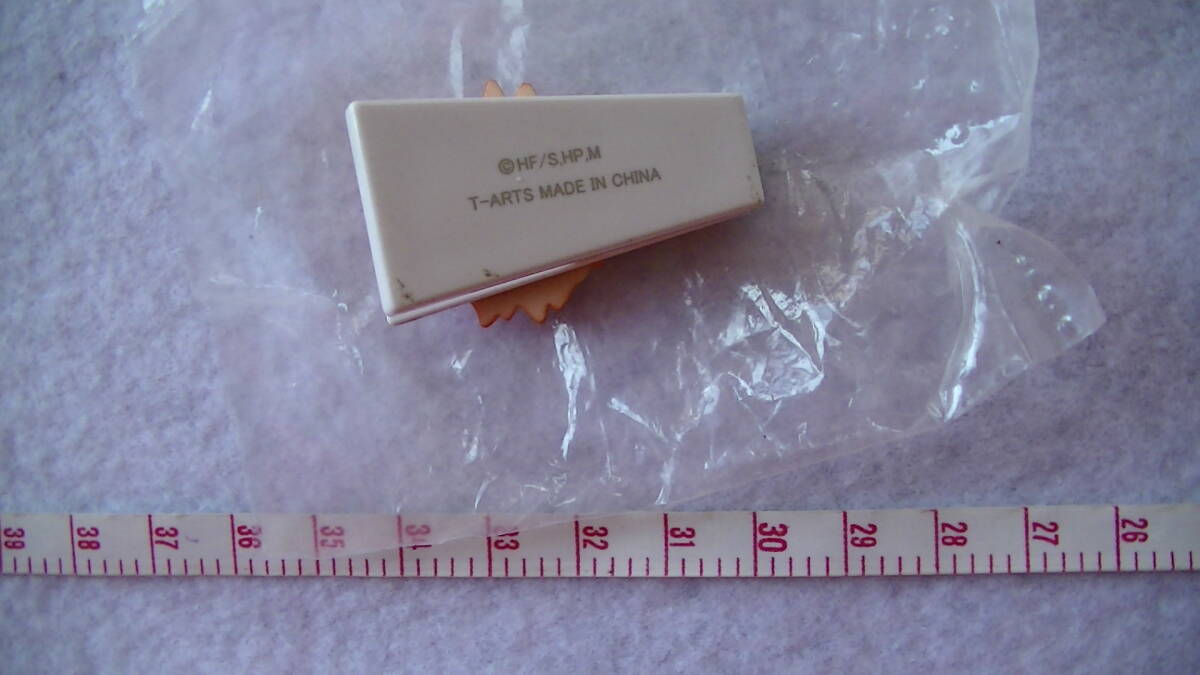 ©HF/S,HP,M
T-ARTS MADE IN CHINA
39 38 37 36 35 34 33 32 31 30 29 28 27 26